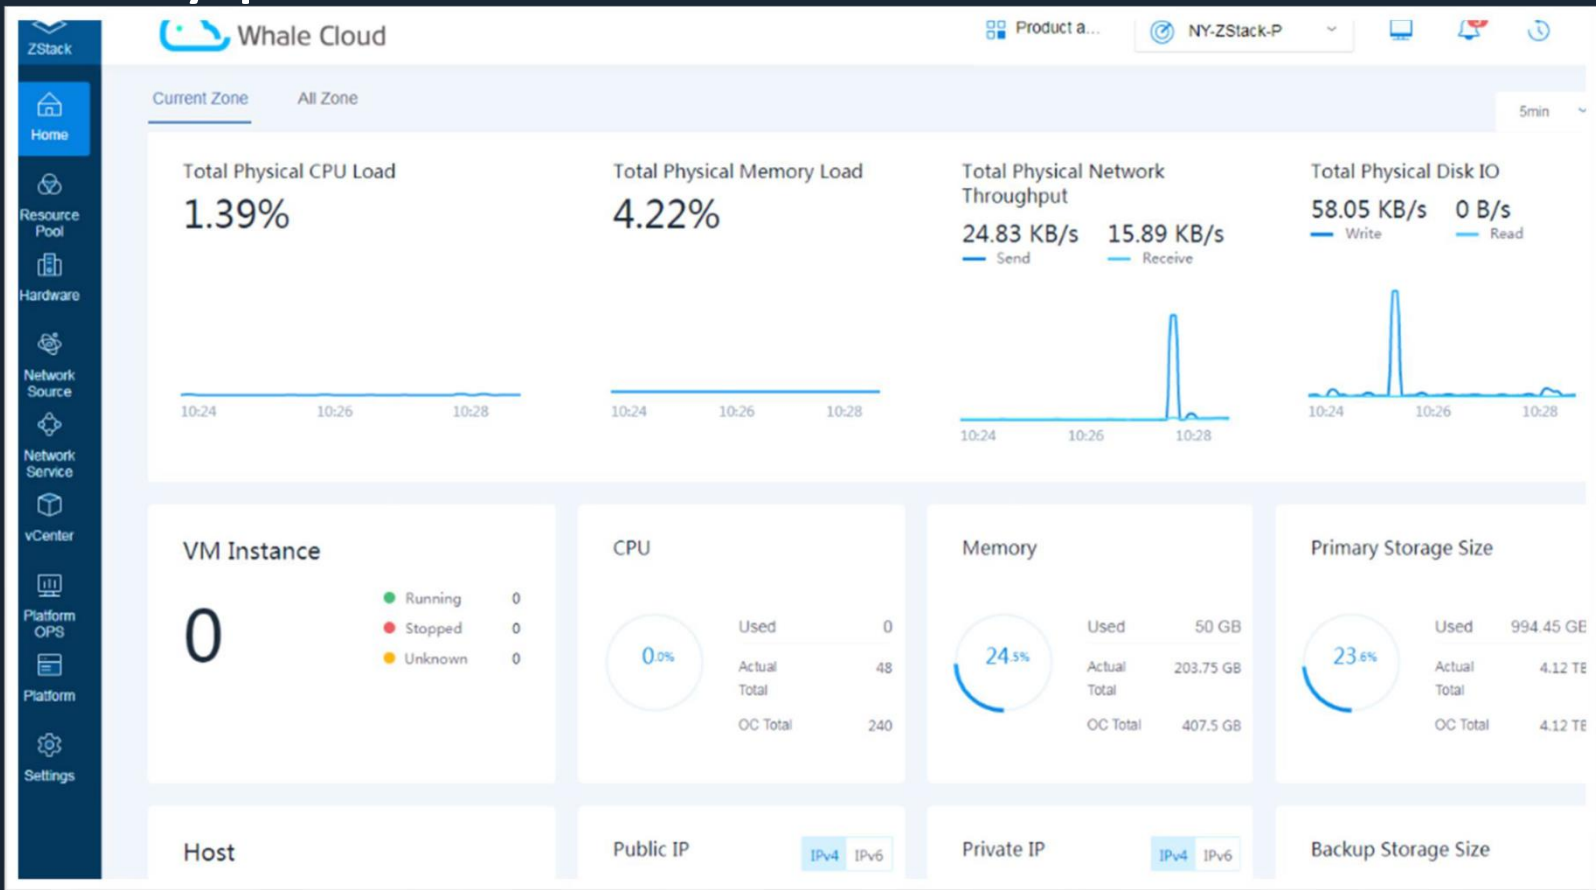 ZStack
Whale Cloud
Product a...
NY-ZStack-P
Home
Resource
Pool
Hardware
Network
Source
Network
Service
vCenter
Platform
OPS
Platform
Settings
Current Zone
All Zone
5min
Total Physical CPU Load
1.39%
10:24 10:26 10:28
Total Physical Memory Load
4.22%
10:24 10:26 10:28
Total Physical Network
Throughput
24.83 KB/s 15.89 KB/s
Send Receive
10:24 10:26 10:28
Total Physical Disk IO
58.05 KB/s 0 B/s
Write Read
10:24 10:26 10:28
VM Instance
0
Running 0
Stopped 0
Unknown 0
CPU
0.0%
Used 0
Actual 48
Total
OC Total 240
Memory
24.5%
Used 50 GB
Actual 203.75 GB
Total
OC Total 407.5 GB
Primary Storage Size
23.6%
Used 994.45 GB
Actual 4.12 TB
Total
OC Total 4.12 TB
Host
Public IP
IPv4 IPv6
Private IP
IPv4 IPv6
Backup Storage Size